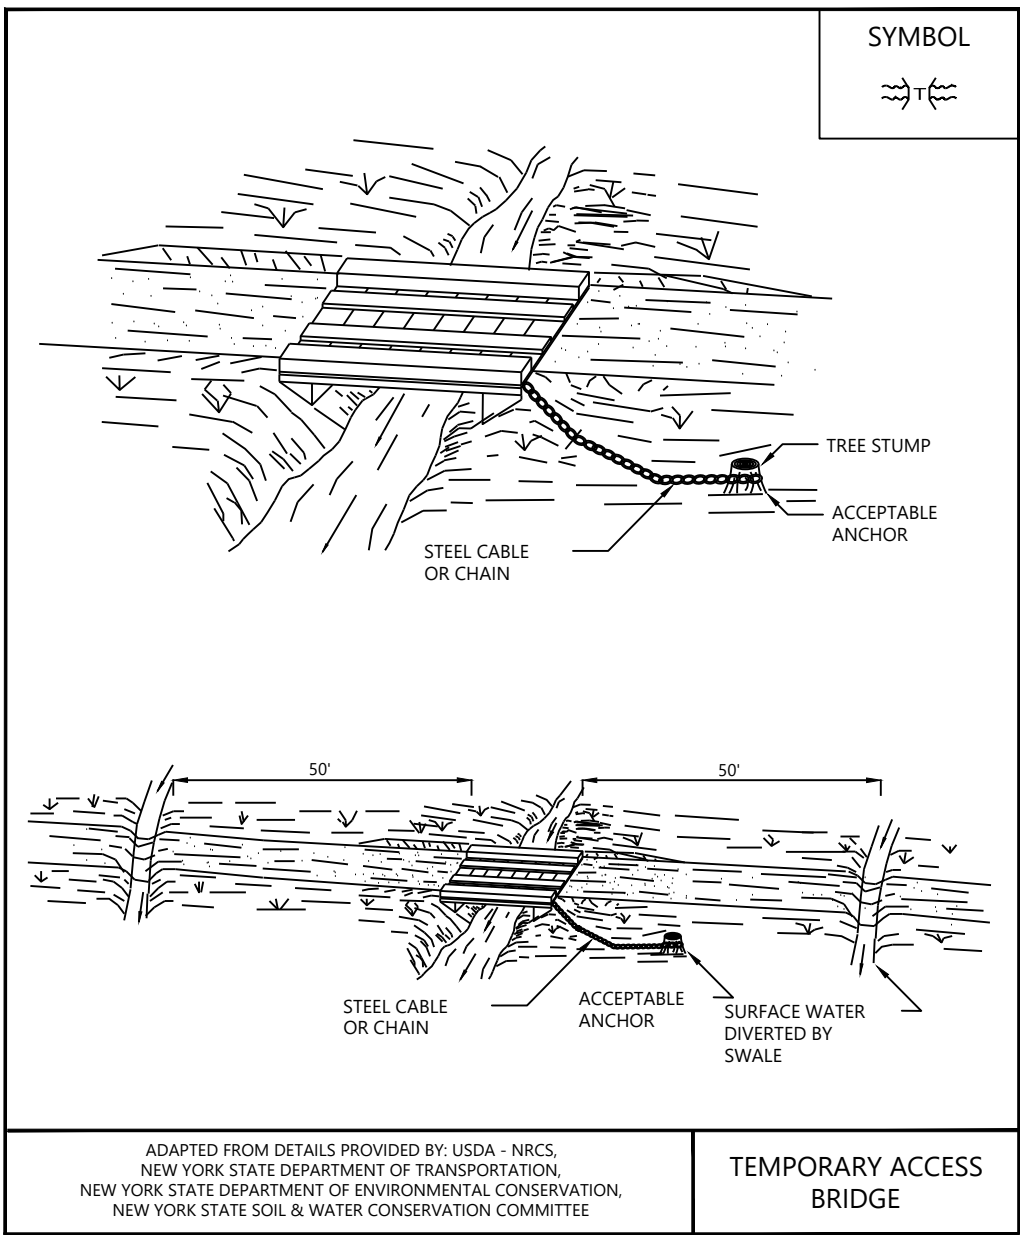 SYMBOL
T
TREE STUMP
ACCEPTABLE
ANCHOR
STEEL CABLE
OR CHAIN
50'
50'
STEEL CABLE
OR CHAIN
ACCEPTABLE
ANCHOR
SURFACE WATER
DIVERTED BY
SWALE
ADAPTED FROM DETAILS PROVIDED BY: USDA - NRCS,
NEW YORK STATE DEPARTMENT OF TRANSPORTATION,
NEW YORK STATE DEPARTMENT OF ENVIRONMENTAL CONSERVATION,
NEW YORK STATE SOIL & WATER CONSERVATION COMMITTEE
TEMPORARY ACCESS
BRIDGE